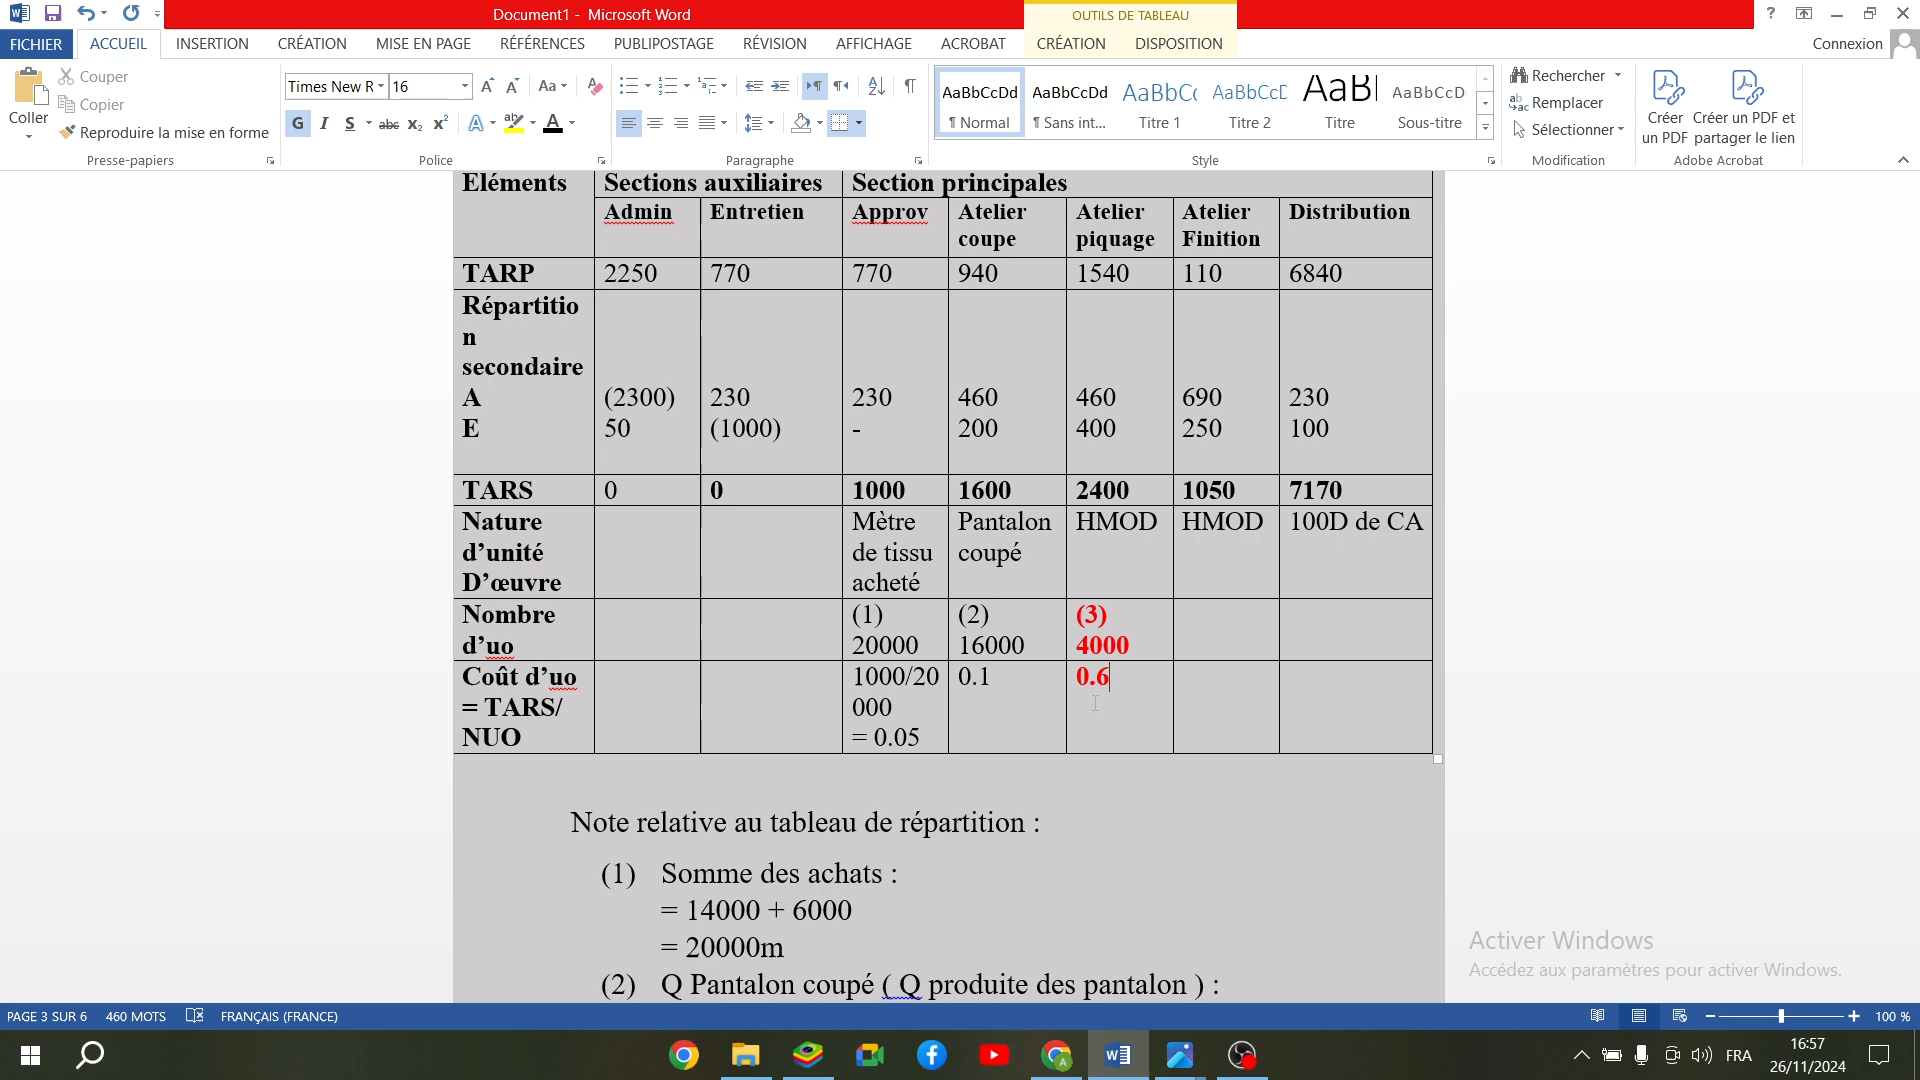 Document1 - Microsoft Word
OUTILS DE TABLEAU
?
FICHIER
ACCUEIL
INSERTION
CRÉATION
MISE EN PAGE
RÉFÉRENCES
PUBLIPOSTAGE
RÉVISION
AFFICHAGE
ACROBAT
CRÉATION
DISPOSITION
Connexion
Coller
Couper
Copier
Reproduire la mise en forme
Presse-papiers
Times New R
16
Aa
G I S abc X₂ X² A A
Police
Paragraphe
AaBbCcDd
¶ Normal
AaBbCcDd
¶ Sans int...
AaBbC(
Titre 1
AaBbCcC
Titre 2
AaBl
Titre
AaBbCcD
Sous-titre
Style
Rechercher
Remplacer
Sélectionner
Modification
Créer
un PDF
Créer un PDF et
partager le lien
Adobe Acrobat
Eléments
Sections auxiliaires
Section principales
Admin
Entretien
Approv
Atelier
coupe
Atelier
piquage
Atelier
Finition
Distribution
TARP
2250
770
770
940
1540
110
6840
Répartitio
n
secondaire
A
(2300)
230
230
460
460
690
230
E
50
(1000)
-
200
400
250
100
TARS
0
0
1000
1600
2400
1050
7170
Nature
d’unité
D’œuvre
Mètre
de tissu
acheté
Pantalon
coupé
HMOD
HMOD
100D de CA
Nombre
d’uo
(1)
20000
(2)
16000
(3)
4000
Coût d’uo
= TARS/
NUO
1000/20
000
= 0.05
0.1
0.6
Note relative au tableau de répartition :
(1) Somme des achats :
= 14000 + 6000
= 20000m
(2) Q Pantalon coupé ( Q produite des pantalon ) :
Activer Windows
Accédez aux paramètres pour activer Windows.
PAGE 3 SUR 6
460 MOTS
FRANÇAIS (FRANCE)
100 %
FRA
16:57
26/11/2024